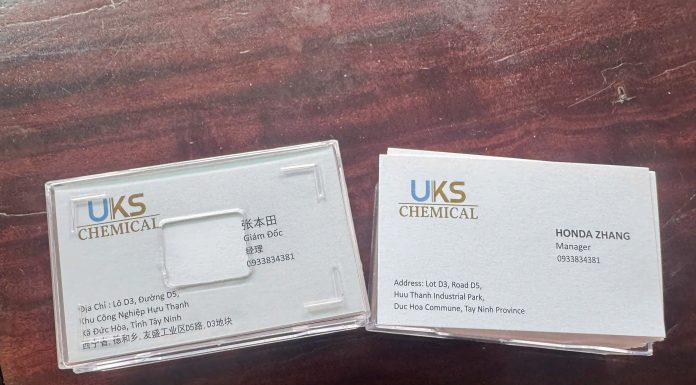 UKS
CHEMICAL
张本田
Giám Đốc
经理
0933834381
Địa Chỉ : Lô D3, Đường D5,
Khu Công Nghiệp Hựu Thạnh
Xã Đức Hòa, Tỉnh Tây Ninh
西宁省, 德和乡, 友盛工业区D5路, D3地块
UKS
CHEMICAL
HONDA ZHANG
Manager
0933834381
Address: Lot D3, Road D5,
Huu Thanh Industrial Park,
Duc Hoa Commune, Tay Ninh Province